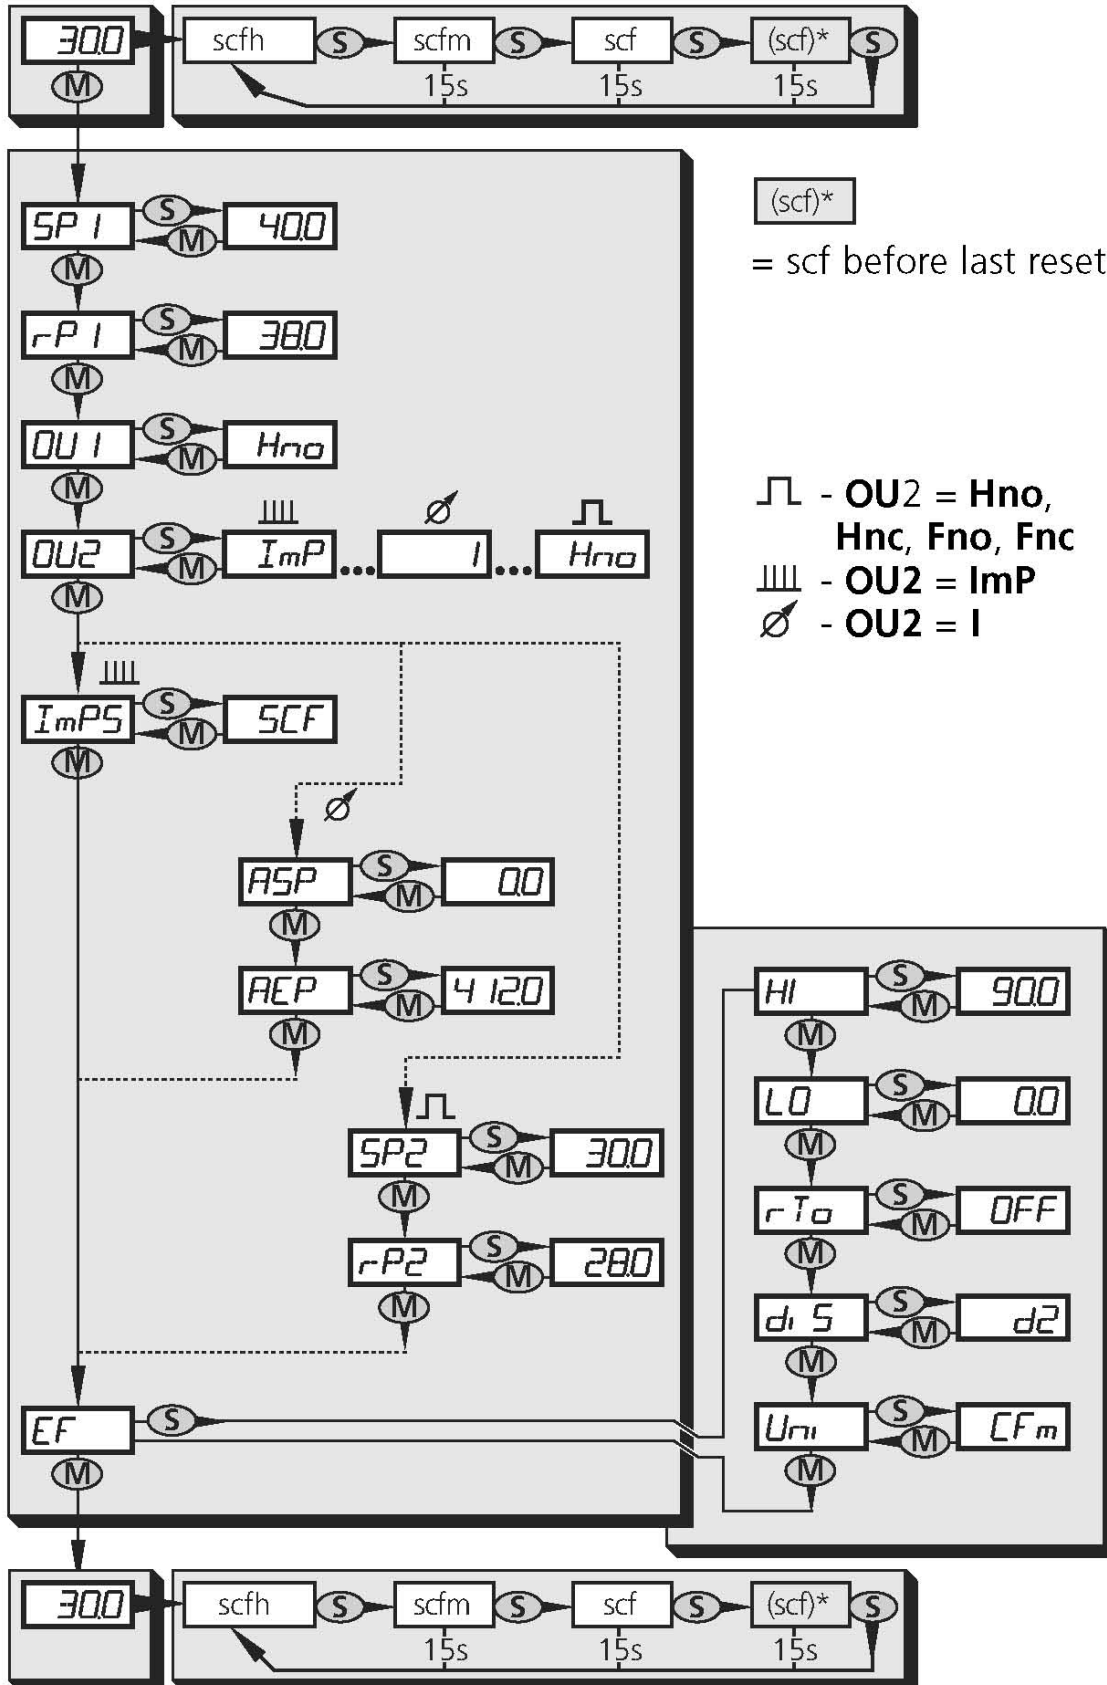 30.0 scfh S scfm S scf S (scf)* S
M 15s 15s 15s
(scf)*
= scf before last reset
SP1 S M 40.0
M
rP1 S M 38.0
M
OU1 S M Hno
M
OU2 S M ImP ... 1 ... Hno
M
- OU2 = Hno,
Hnc, Fno, Fnc
- OU2 = ImP
- OU2 = I
ImPS S M SCF
M
ASP S M 0.0
M
AEP S M 412.0
M
SP2 S M 30.0
M
rP2 S M 28.0
M
EF S
M
HI S M 90.0
M
LO S M 0.0
M
rTo S M OFF
M
diS S M d2
M
Uni S M CFm
M
30.0 scfh S scfm S scf S (scf)* S
15s 15s 15s